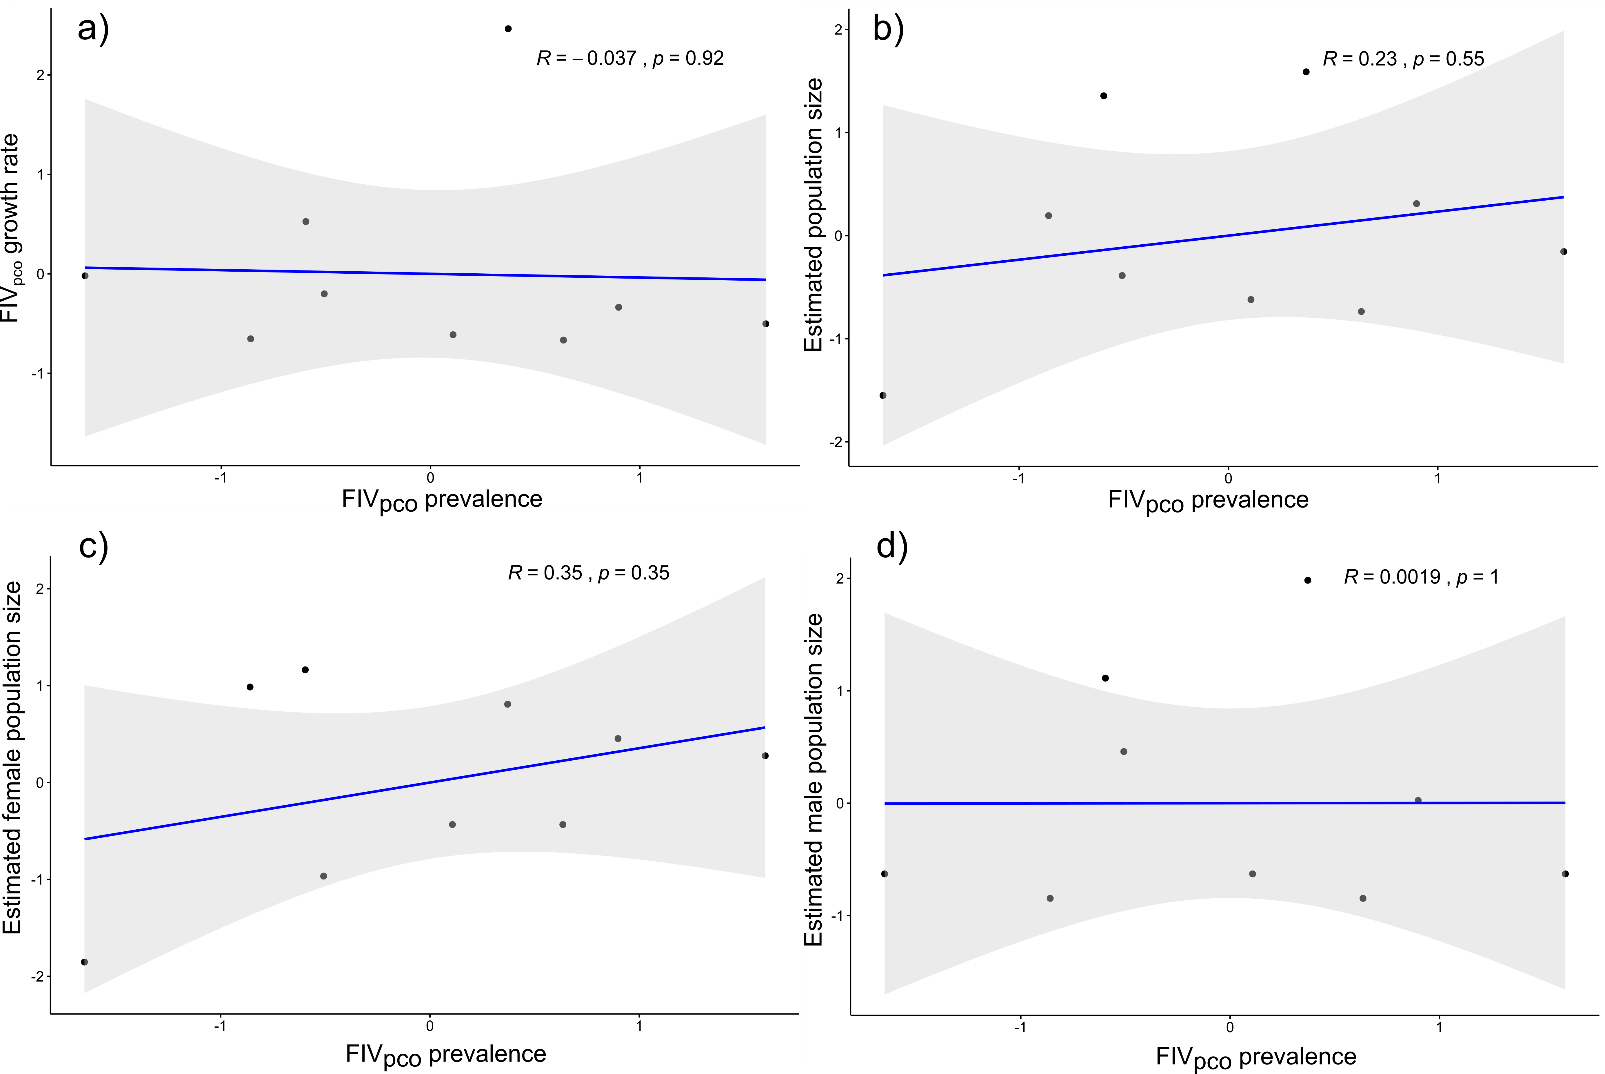 a)
R = − 0.037 , p = 0.92
FIVpco growth rate
2
1
0
-1
-1 0 1
FIVpco prevalence
b)
R = 0.23 , p = 0.55
Estimated population size
2
1
0
-1
-2
-1 0 1
FIVpco prevalence
c)
R = 0.35 , p = 0.35
Estimated female population size
2
1
0
-1
-2
-1 0 1
FIVpco prevalence
d)
R = 0.0019 , p = 1
Estimated male population size
2
1
0
-1
-1 0 1
FIVpco prevalence